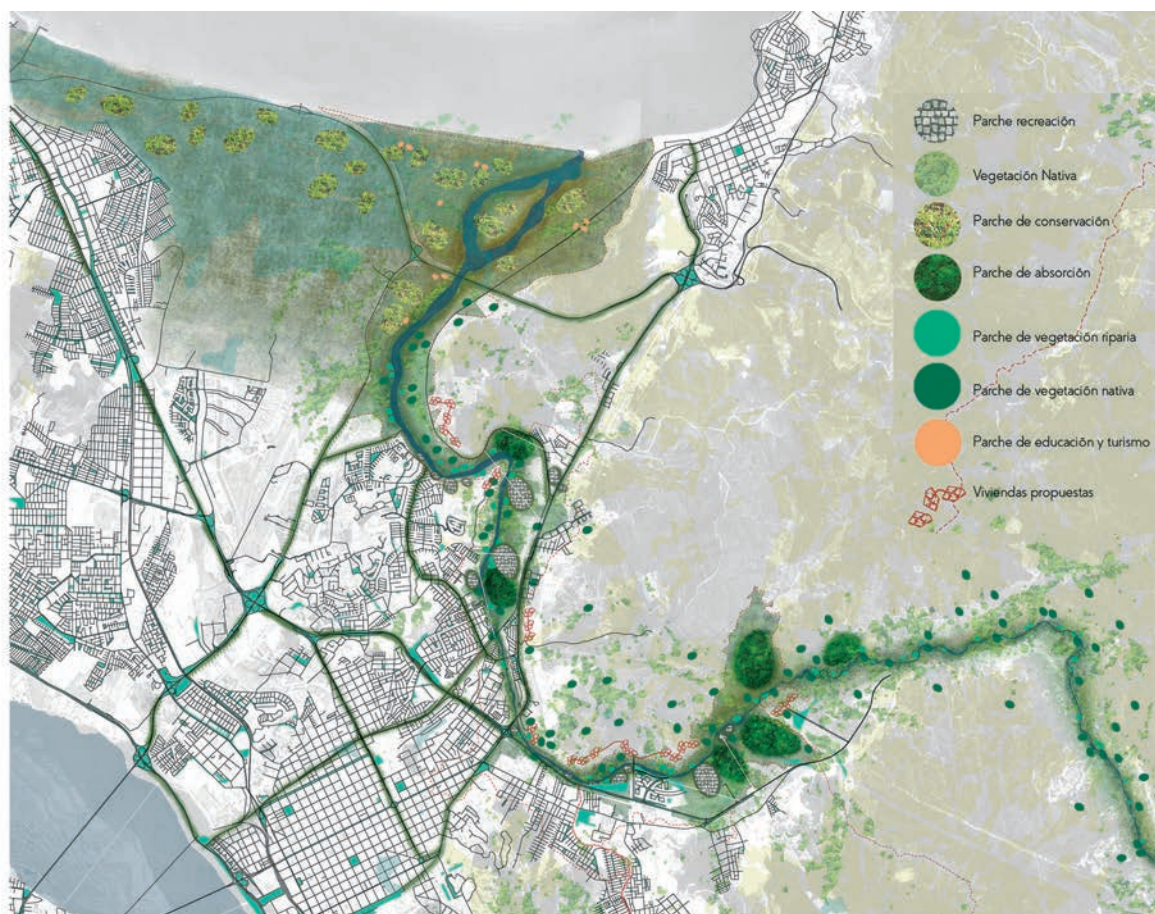 Parche recreación
Vegetación Nativa
Parche de conservación
Parche de absorción
Parche de vegetación riparia
Parche de vegetación nativa
Parche de educación y turismo
Viviendas propuestas